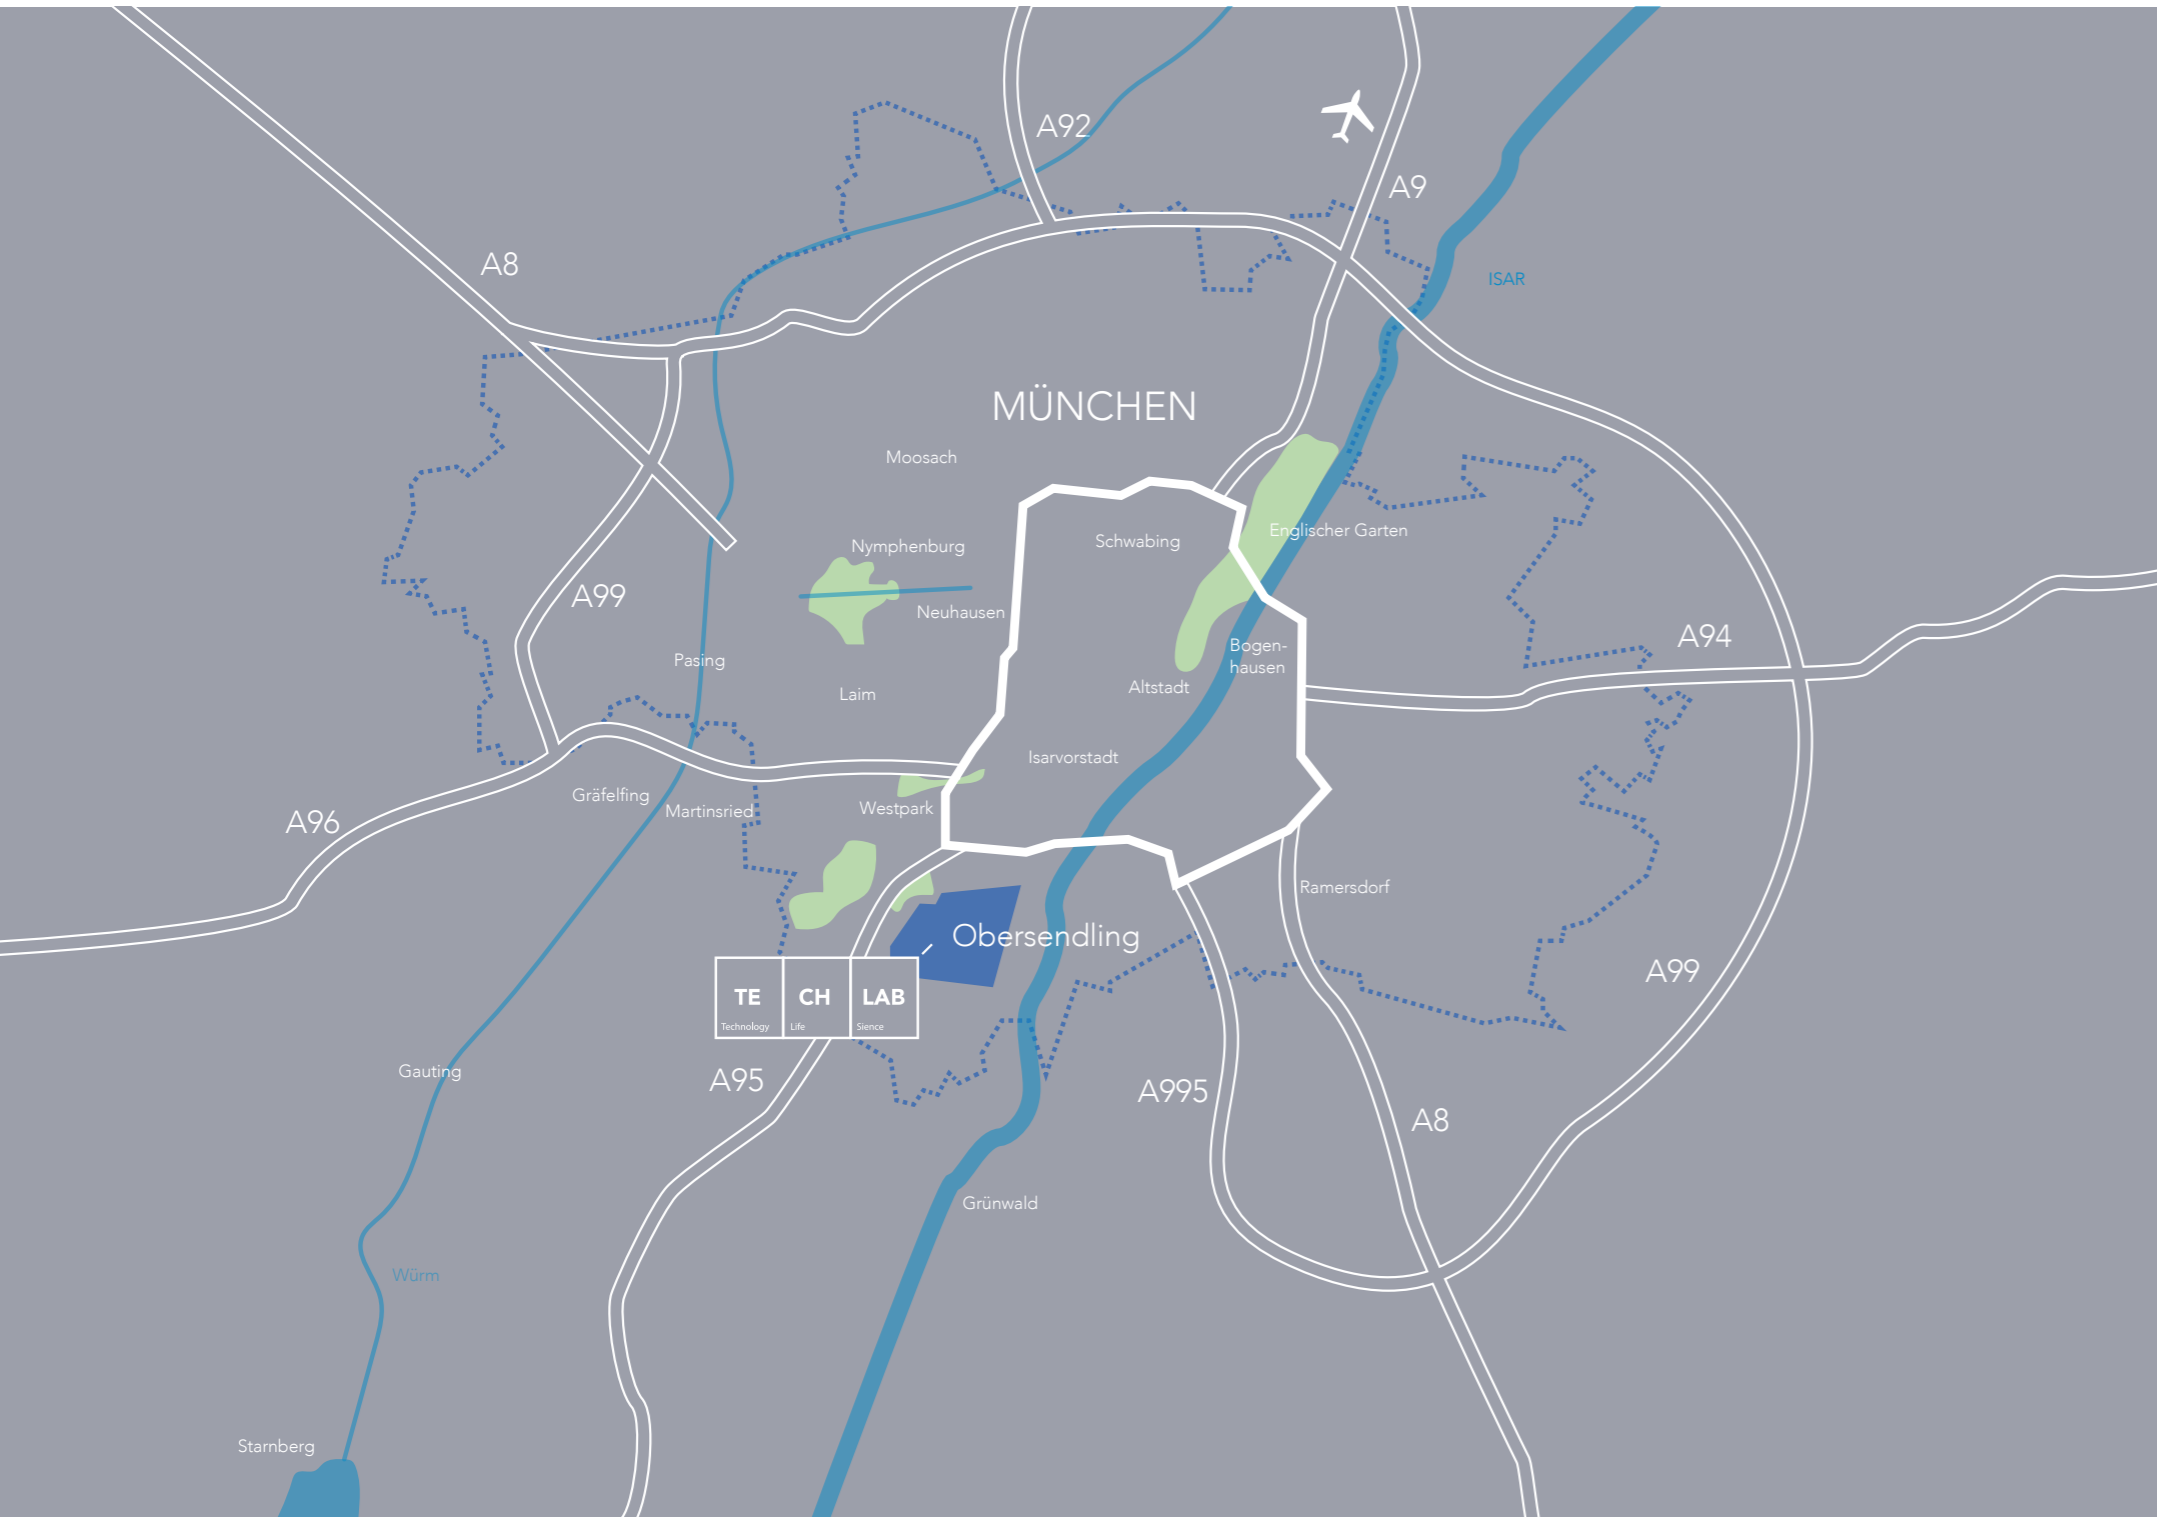 A92
A9
A8
ISAR
MÜNCHEN
Moosach
Englischer Garten
Schwabing
Nymphenburg
A99
Neuhausen
A94
Bogen-
hausen
Pasing
Altstadt
Laim
Isarvorstadt
Gräfelfing
Martinsried
Westpark
A96
Ramersdorf
Obersendling
A99
TE CH LAB
Technology Life Sience
Gauting
A95
A995
A8
Grünwald
Würm
Starnberg